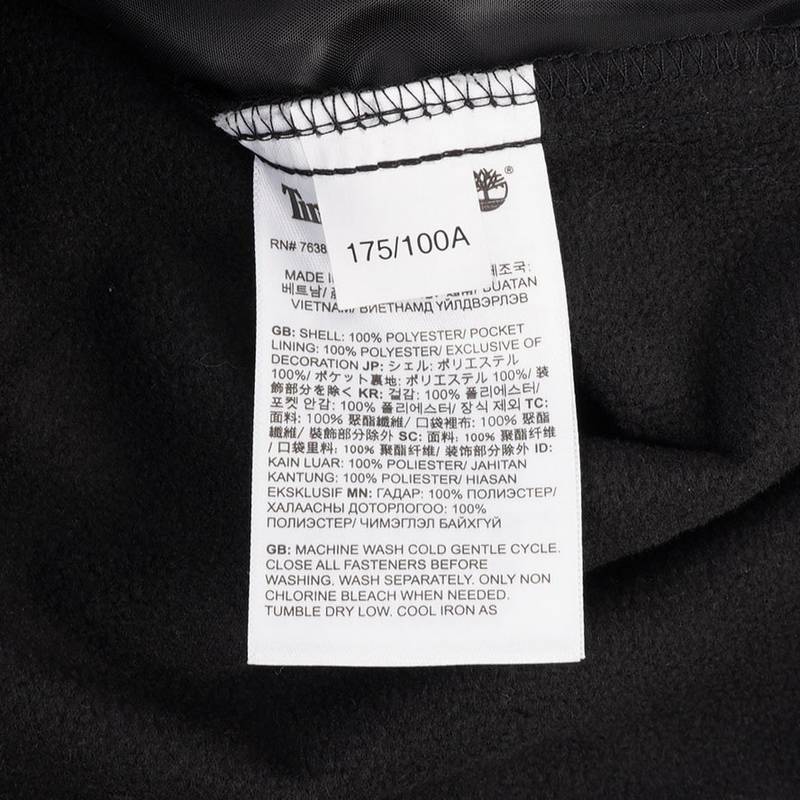 ®
175/100A
RN# 7638
MADE I 제조국:
베트남/ BUATAN
VIETNAM/ ВИЕТНАМД ҮЙЛДВЭРЛЭВ
GB: SHELL: 100% POLYESTER/ POCKET
LINING: 100% POLYESTER/ EXCLUSIVE OF
DECORATION JP: シェル: ポリエステル
100%/ ポケット裏地: ポリエステル 100%/ 装
飾部分を除く KR: 겉감: 100% 폴리에스터/
포켓 안감: 100% 폴리에스터/ 장식 제외 TC:
面料: 100% 聚酯纖維/ 口袋裡布: 100% 聚酯
纖維/ 裝飾部分除外 SC: 面料: 100% 聚酯纤维
/ 口袋里料: 100% 聚酯纤维/ 装饰部分除外 ID:
KAIN LUAR: 100% POLIESTER/ JAHITAN
KANTUNG: 100% POLIESTER/ HIASAN
EKSKLUSIF MN: ГАДАР: 100% ПОЛИЭСТЕР/
ХАЛААСНЫ ДОТОРЛОГОО: 100%
ПОЛИЭСТЕР/ ЧИМЭГЛЭЛ БАЙХГҮЙ
GB: MACHINE WASH COLD GENTLE CYCLE.
CLOSE ALL FASTENERS BEFORE
WASHING. WASH SEPARATELY. ONLY NON
CHLORINE BLEACH WHEN NEEDED.
TUMBLE DRY LOW. COOL IRON AS